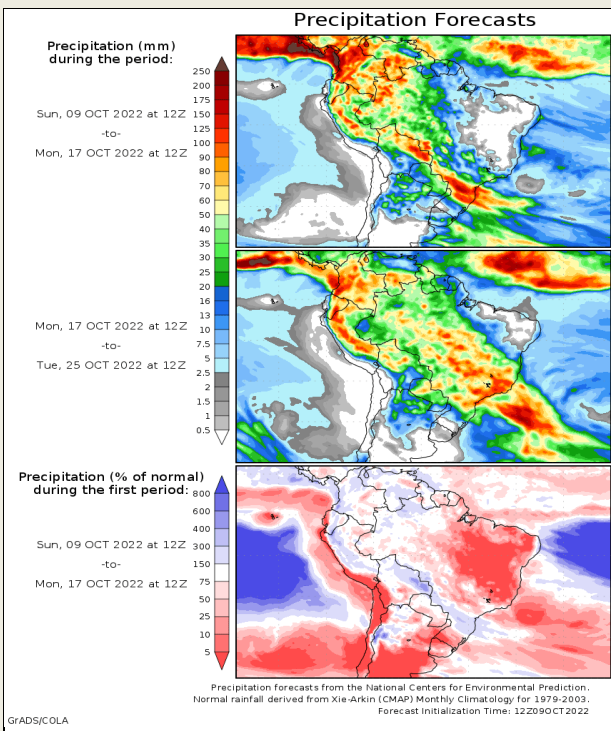 Precipitation Forecasts
Precipitation (mm)
during the period:
Sun, 09 OCT 2022 at 12Z
-to-
Mon, 17 OCT 2022 at 12Z
250
200
175
150
125
100
90
80
70
60
50
40
35
30
25
20
16
13
10
7.5
5
2.5
2
1.5
1
0.5
Mon, 17 OCT 2022 at 12Z
-to-
Tue, 25 OCT 2022 at 12Z
Precipitation (% of normal)
during the first period:
Sun, 09 OCT 2022 at 12Z
-to-
Mon, 17 OCT 2022 at 12Z
800
600
400
300
150
75
50
25
10
5
Precipitation forecasts from the National Centers for Environmental Prediction.
Normal rainfall derived from Xie-Arkin (CMAP) Monthly Climatology for 1979-2003.
Forecast Initialization Time: 12Z09OCT2022
GrADS/COLA